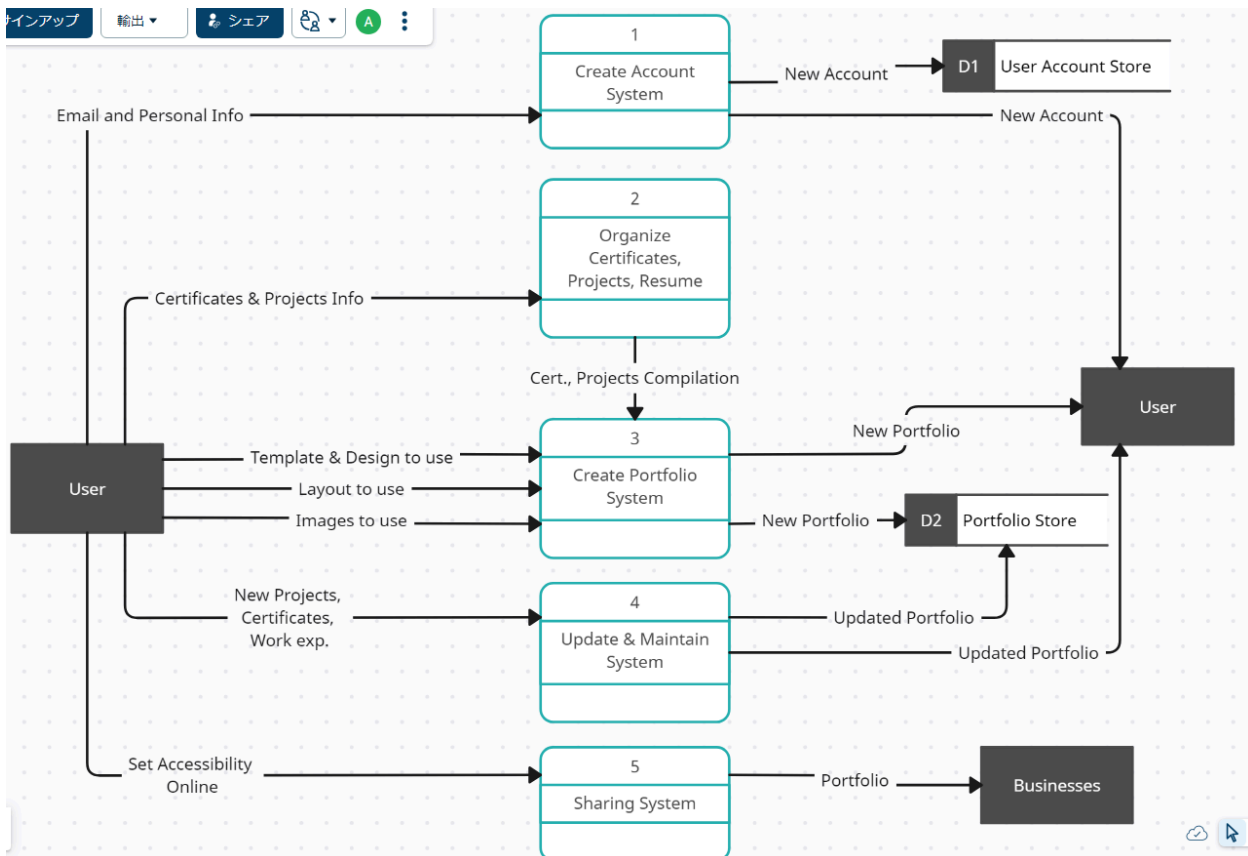 サインアップ
輸出
シェア
A
1
Create Account
System
New Account
D1
User Account Store
Email and Personal Info
New Account
2
Organize
Certificates,
Projects, Resume
Certificates & Projects Info
Cert., Projects Compilation
User
3
Create Portfolio
System
New Portfolio
Template & Design to use
User
Layout to use
Images to use
New Portfolio
D2
Portfolio Store
New Projects,
Certificates,
Work exp.
4
Update & Maintain
System
Updated Portfolio
Updated Portfolio
Set Accessibility
Online
5
Sharing System
Portfolio
Businesses